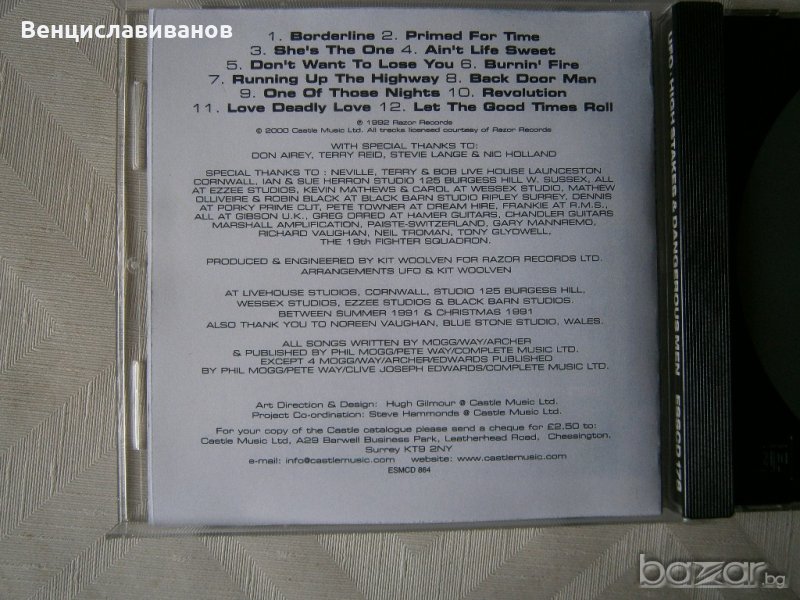 Венциславиванов
1. Borderline 2. Primed For Time
3. She's The One 4. Ain't Life Sweet
5. Don't Want To Lose You 6. Burnin' Fire
7. Running Up The Highway 8. Back Door Man
9. One Of Those Nights 10. Revolution
11. Love Deadly Love 12. Let The Good Times Roll
℗ 1992 Razor Records
© 2000 Castle Music Ltd. All tracks licensed courtesy of Razor Records
WITH SPECIAL THANKS TO:
DON AIREY, TERRY REID, STEVIE LANGE & NIC HOLLAND
SPECIAL THANKS TO : NEVILLE, TERRY & BOB LIVE HOUSE LAUNCESTON
CORNWALL, IAN & SUE HERRON STUDIO 125 BURGESS HILL W. SUSSEX, ALL
AT EZZEE STUDIOS, KEVIN MATHEWS & CAROL AT WESSEX STUDIO, MATHEW
OLLIVEIRE & ROBIN BLACK AT BLACK BARN STUDIO RIPLEY SURREY, DENNIS
AT PORKY PRIME CUT, PETE TOWNER AT DREAM HIRE, FRANKIE AT R.M.S.,
ALL AT GIBSON U.K., GREG ORRED AT HAMER GUITARS, CHANDLER GUITARS
MARSHALL AMPLIFICATION, PAISTE-SWITZERLAND, GARY MANNREMO,
RICHARD VAUGHAN, NEIL TROMAN, TONY GLYDOWELL,
THE 19th FIGHTER SQUADRON.
PRODUCED & ENGINEERED BY KIT WOOLVEN FOR RAZOR RECORDS LTD.
ARRANGEMENTS UFO & KIT WOOLVEN
AT LIVEHOUSE STUDIOS, CORNWALL, STUDIO 125 BURGESS HILL,
WESSEX STUDIOS, EZZEE STUDIOS & BLACK BARN STUDIOS.
BETWEEN SUMMER 1991 & CHRISTMAS 1991
ALSO THANK YOU TO NOREEN VAUGHAN, BLUE STONE STUDIO, WALES.
ALL SONGS WRITTEN BY MOGG/WAY/ARCHER
& PUBLISHED BY PHIL MOGG/PETE WAY/COMPLETE MUSIC LTD.
EXCEPT 4 MOGG/WAY/ARCHER/EDWARDS PUBLISHED
BY PHIL MOGG/PETE WAY/CLIVE JOSEPH EDWARDS/COMPLETE MUSIC LTD.
Art Direction & Design: Hugh Gilmour @ Castle Music Ltd.
Project Co-ordination: Steve Hammonds @ Castle Music Ltd.
For your copy of the Castle catalogue please send a cheque for £2.50 to:
Castle Music Ltd, A29 Barwell Business Park, Leatherhead Road, Chessington,
Surrey KT9 2NY
e-mail: info@castlemusic.com website: www.castlemusic.com
ESMCD 864
UFO : HIGH STAKES & DANGEROUS MEN ESSCD 178
bazar.bg